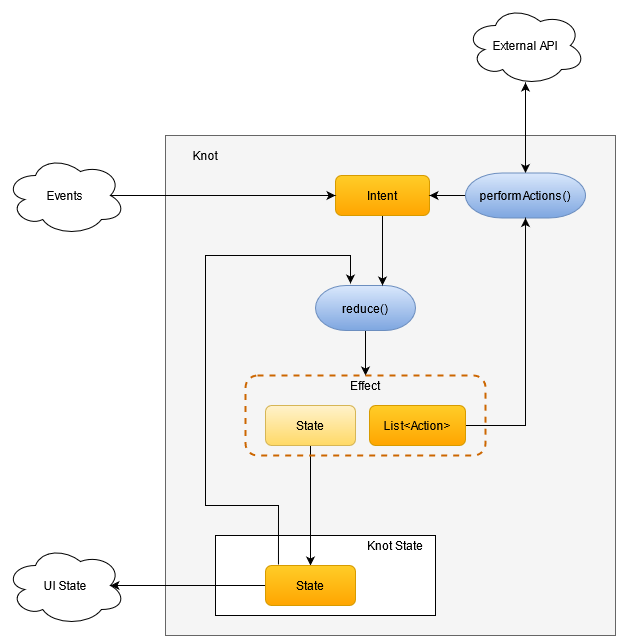 External API
Knot
Events
Intent
performActions()
reduce()
Effect
State
List<Action>
Knot State
UI State
State